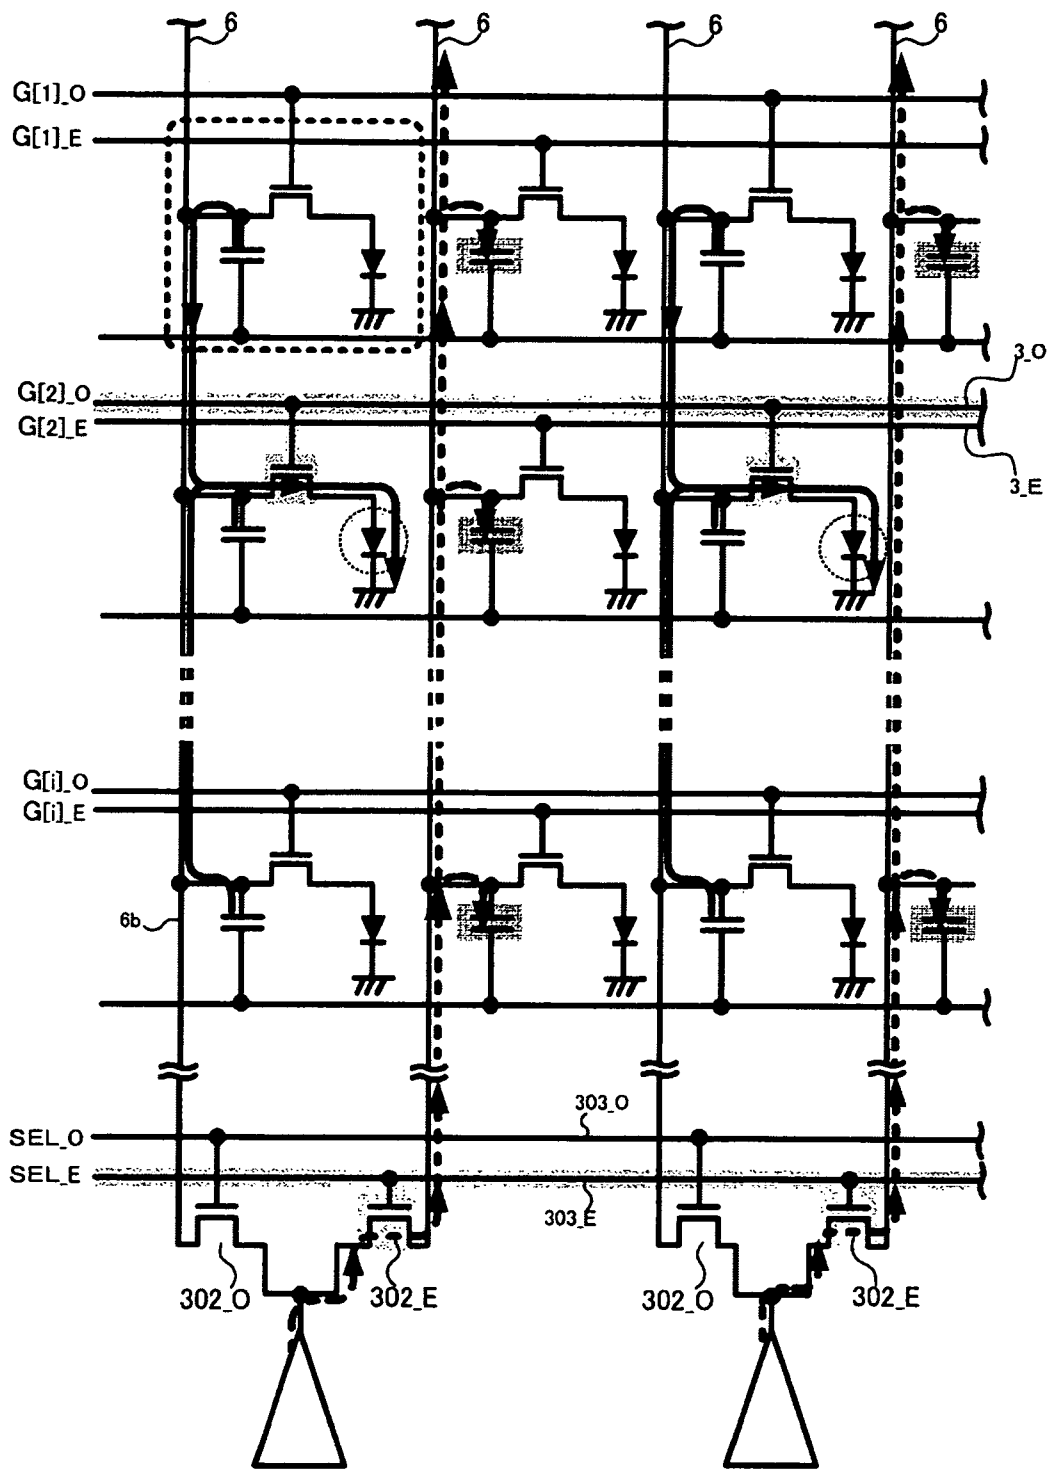 6 6 6 6
G[1]_O
G[1]_E
3_O
G[2]_O
G[2]_E
3_E
G[i]_O
G[i]_E
6b
303_O
SEL_O
SEL_E
303_E
302_O 302_E 302_O 302_E